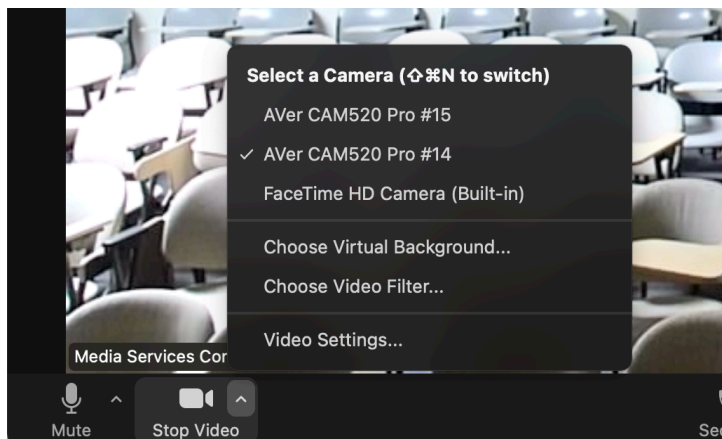 Select a Camera (⇧⌘N to switch)
AVer CAM520 Pro #15
AVer CAM520 Pro #14
FaceTime HD Camera (Built-in)
Choose Virtual Background...
Choose Video Filter...
Video Settings...
Media Services
Mute
Stop Video